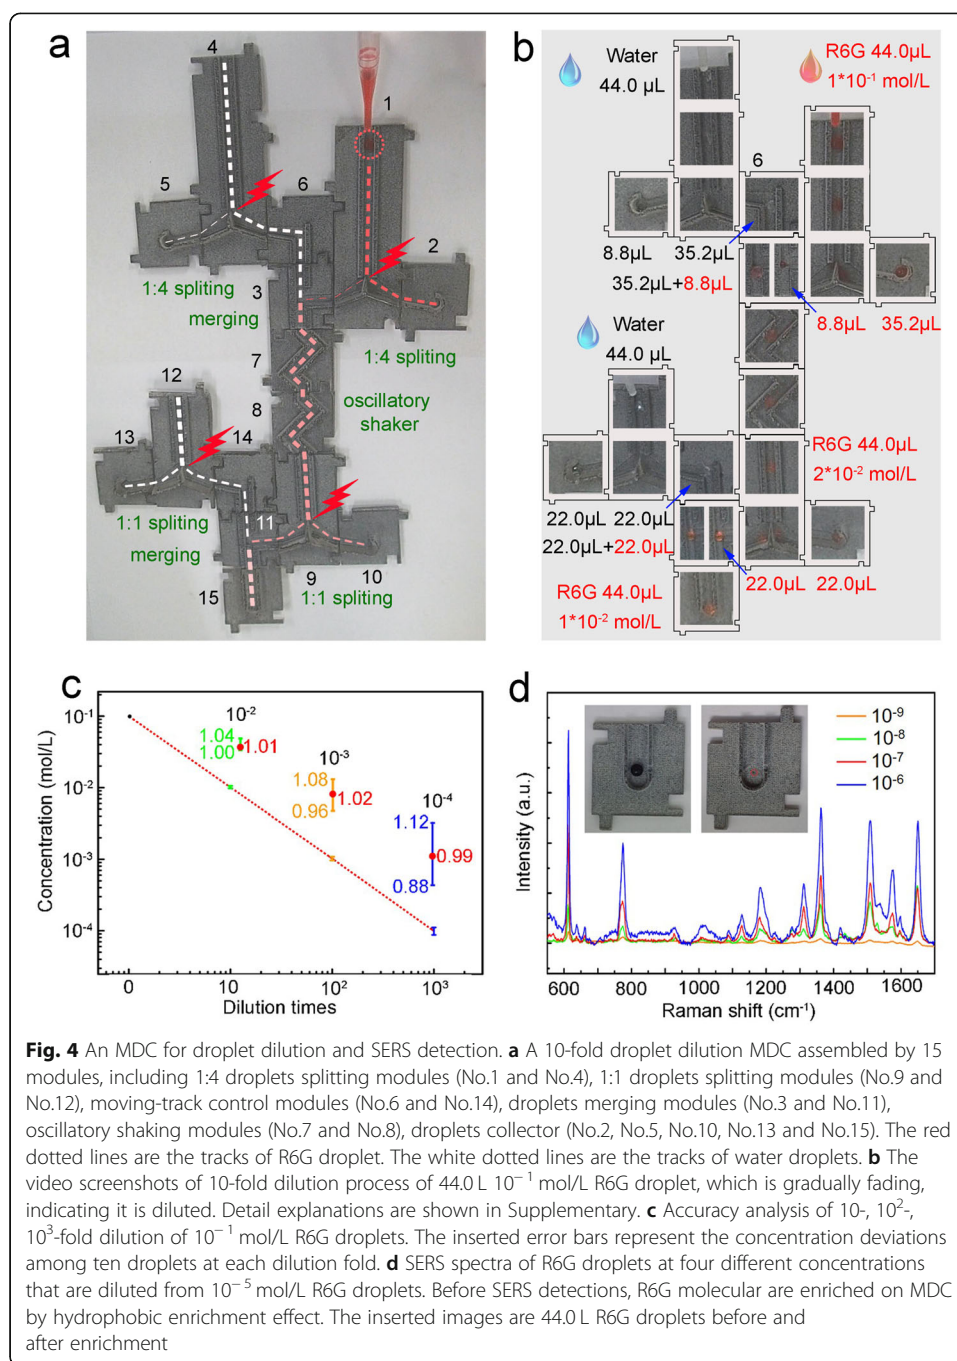 a
4
1
5
6
2
1:4 spliting
3
merging
1:4 spliting
7
12
8
oscillatory
shaker
13
14
1:1 spliting
11
merging
9
10
15
1:1 spliting
b
Water
44.0 µL
R6G 44.0µL
1*10⁻¹ mol/L
6
8.8µL 35.2µL
35.2µL+8.8µL
8.8µL 35.2µL
Water
44.0 µL
R6G 44.0µL
2*10⁻² mol/L
22.0µL 22.0µL
22.0µL+22.0µL
22.0µL 22.0µL
R6G 44.0µL
1*10⁻² mol/L
c
Concentration (mol/L)
10⁻¹
10⁻²
10⁻³
10⁻⁴
10⁻²
1.04
1.00
1.01
10⁻³
1.08
0.96
1.02
10⁻⁴
1.12
0.88
0.99
0 10 10² 10³
Dilution times
d
Intensity (a.u.)
10⁻⁹
10⁻⁸
10⁻⁷
10⁻⁶
600 800 1000 1200 1400 1600
Raman shift (cm⁻¹)
Fig. 4 An MDC for droplet dilution and SERS detection. a A 10-fold droplet dilution MDC assembled by 15
modules, including 1:4 droplets splitting modules (No.1 and No.4), 1:1 droplets splitting modules (No.9 and
No.12), moving-track control modules (No.6 and No.14), droplets merging modules (No.3 and No.11),
oscillatory shaking modules (No.7 and No.8), droplets collector (No.2, No.5, No.10, No.13 and No.15). The red
dotted lines are the tracks of R6G droplet. The white dotted lines are the tracks of water droplets. b The
video screenshots of 10-fold dilution process of 44.0 L 10⁻¹ mol/L R6G droplet, which is gradually fading,
indicating it is diluted. Detail explanations are shown in Supplementary. c Accuracy analysis of 10-, 10²-,
10³-fold dilution of 10⁻¹ mol/L R6G droplets. The inserted error bars represent the concentration deviations
among ten droplets at each dilution fold. d SERS spectra of R6G droplets at four different concentrations
that are diluted from 10⁻⁵ mol/L R6G droplets. Before SERS detections, R6G molecular are enriched on MDC
by hydrophobic enrichment effect. The inserted images are 44.0 L R6G droplets before and
after enrichment